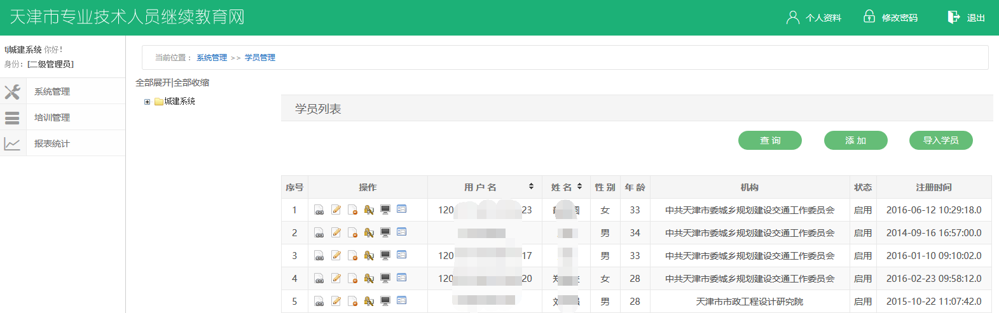 天津市专业技术人员继续教育网
个人资料 修改密码 退出
tj城建系统 你好！
身份：[二级管理员]
系统管理
培训管理
报表统计
当前位置： 系统管理 >> 学员管理
全部展开|全部收缩
城建系统
学员列表
查 询 添 加 导入学员
序号 操作 用 户 名 姓 名 性 别 年 龄 机构 状态 注册时间
1 120 23 园 女 33 中共天津市委城乡规划建设交通工作委员会 启用 2016-06-12 10:29:18.0
2 男 34 中共天津市委城乡规划建设交通工作委员会 启用 2014-09-16 16:57:00.0
3 120 17 男 33 中共天津市委城乡规划建设交通工作委员会 启用 2016-01-10 09:10:02.0
4 120 20 女 28 中共天津市委城乡规划建设交通工作委员会 启用 2016-02-23 09:58:12.0
5 男 28 天津市市政工程设计研究院 启用 2015-10-22 11:07:42.0